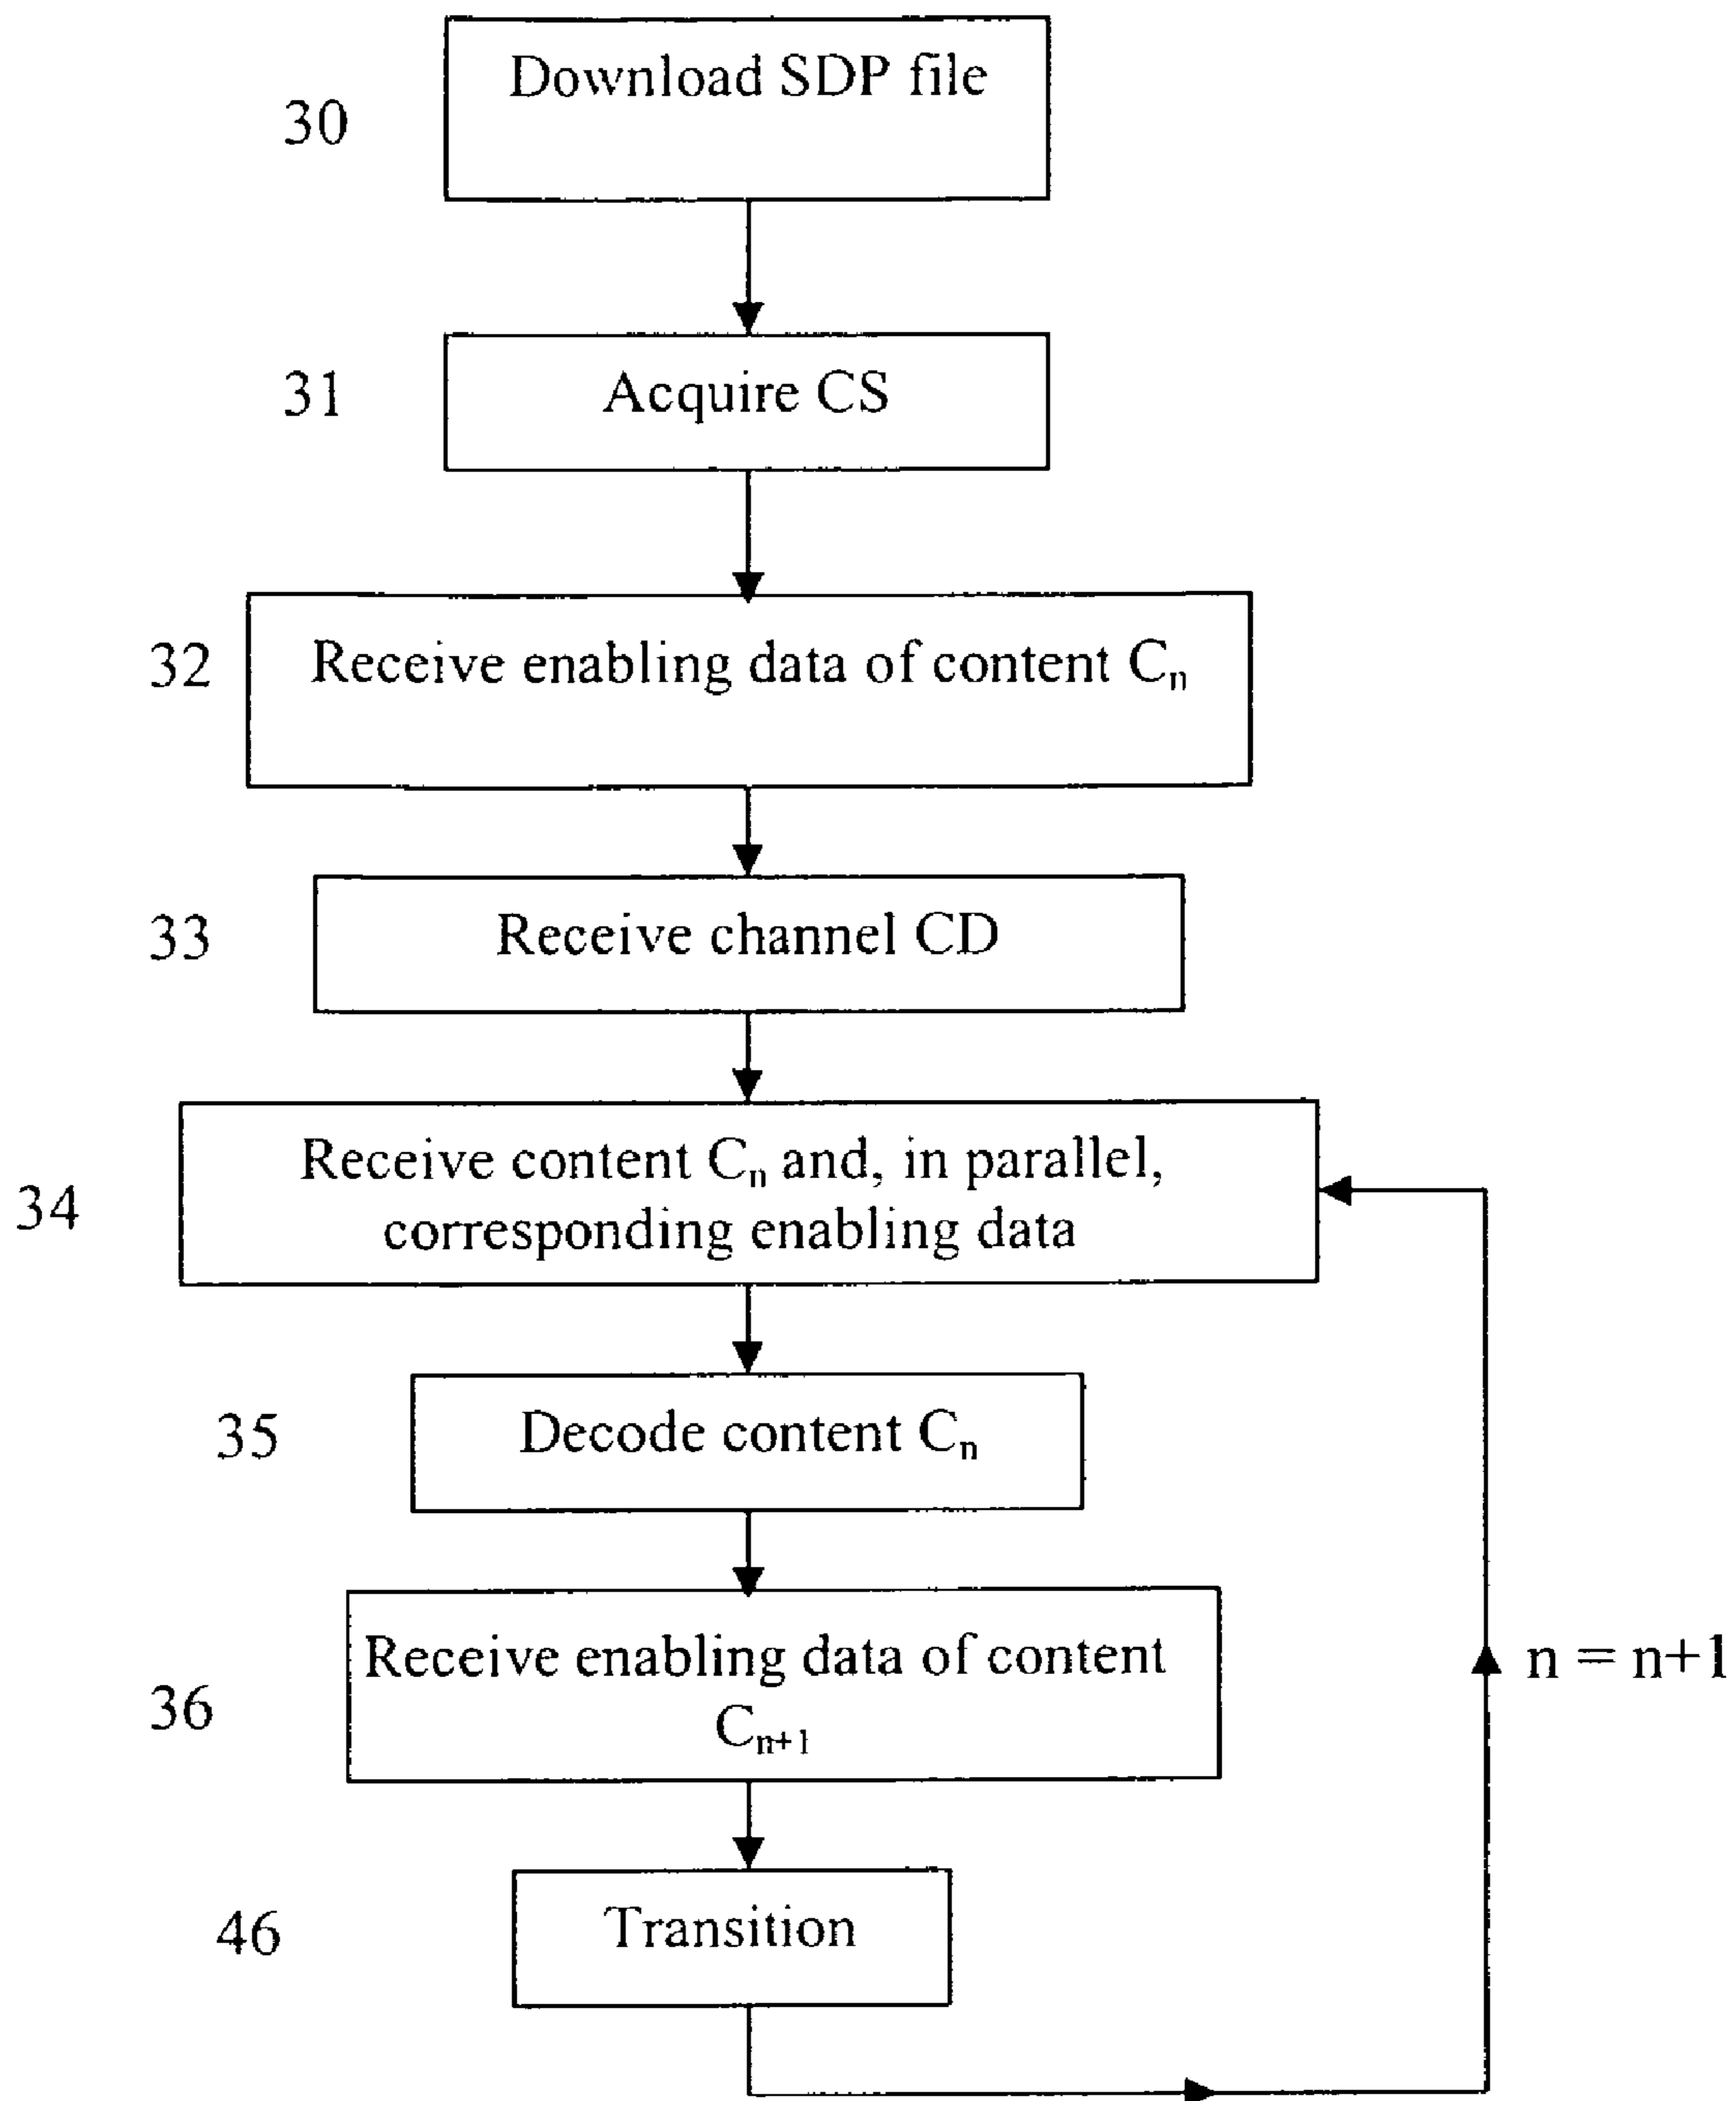 Download SDP file
30
Acquire CS
31
Receive enabling data of content Cₙ
32
Receive channel CD
33
Receive content Cₙ and, in parallel,
corresponding enabling data
34
Decode content Cₙ
35
Receive enabling data of content
Cₙ₊₁
36
n = n+1
Transition
46